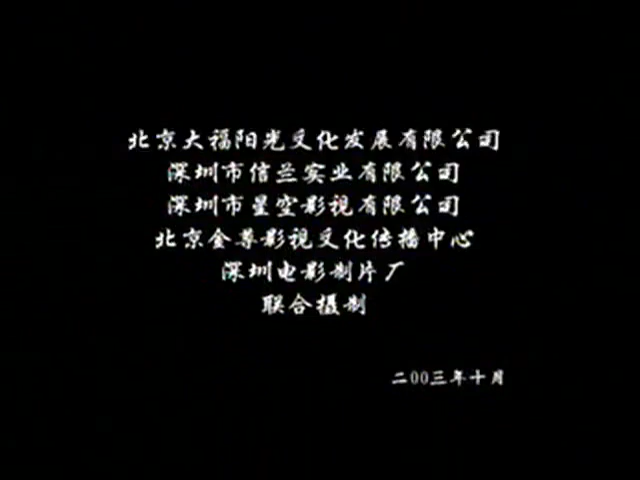 北京大福阳光文化发展有限公司
深圳市信兰实业有限公司
深圳市星空影视有限公司
北京金尊影视文化传播中心
深圳电影制片厂
联合摄制
二00三年十月